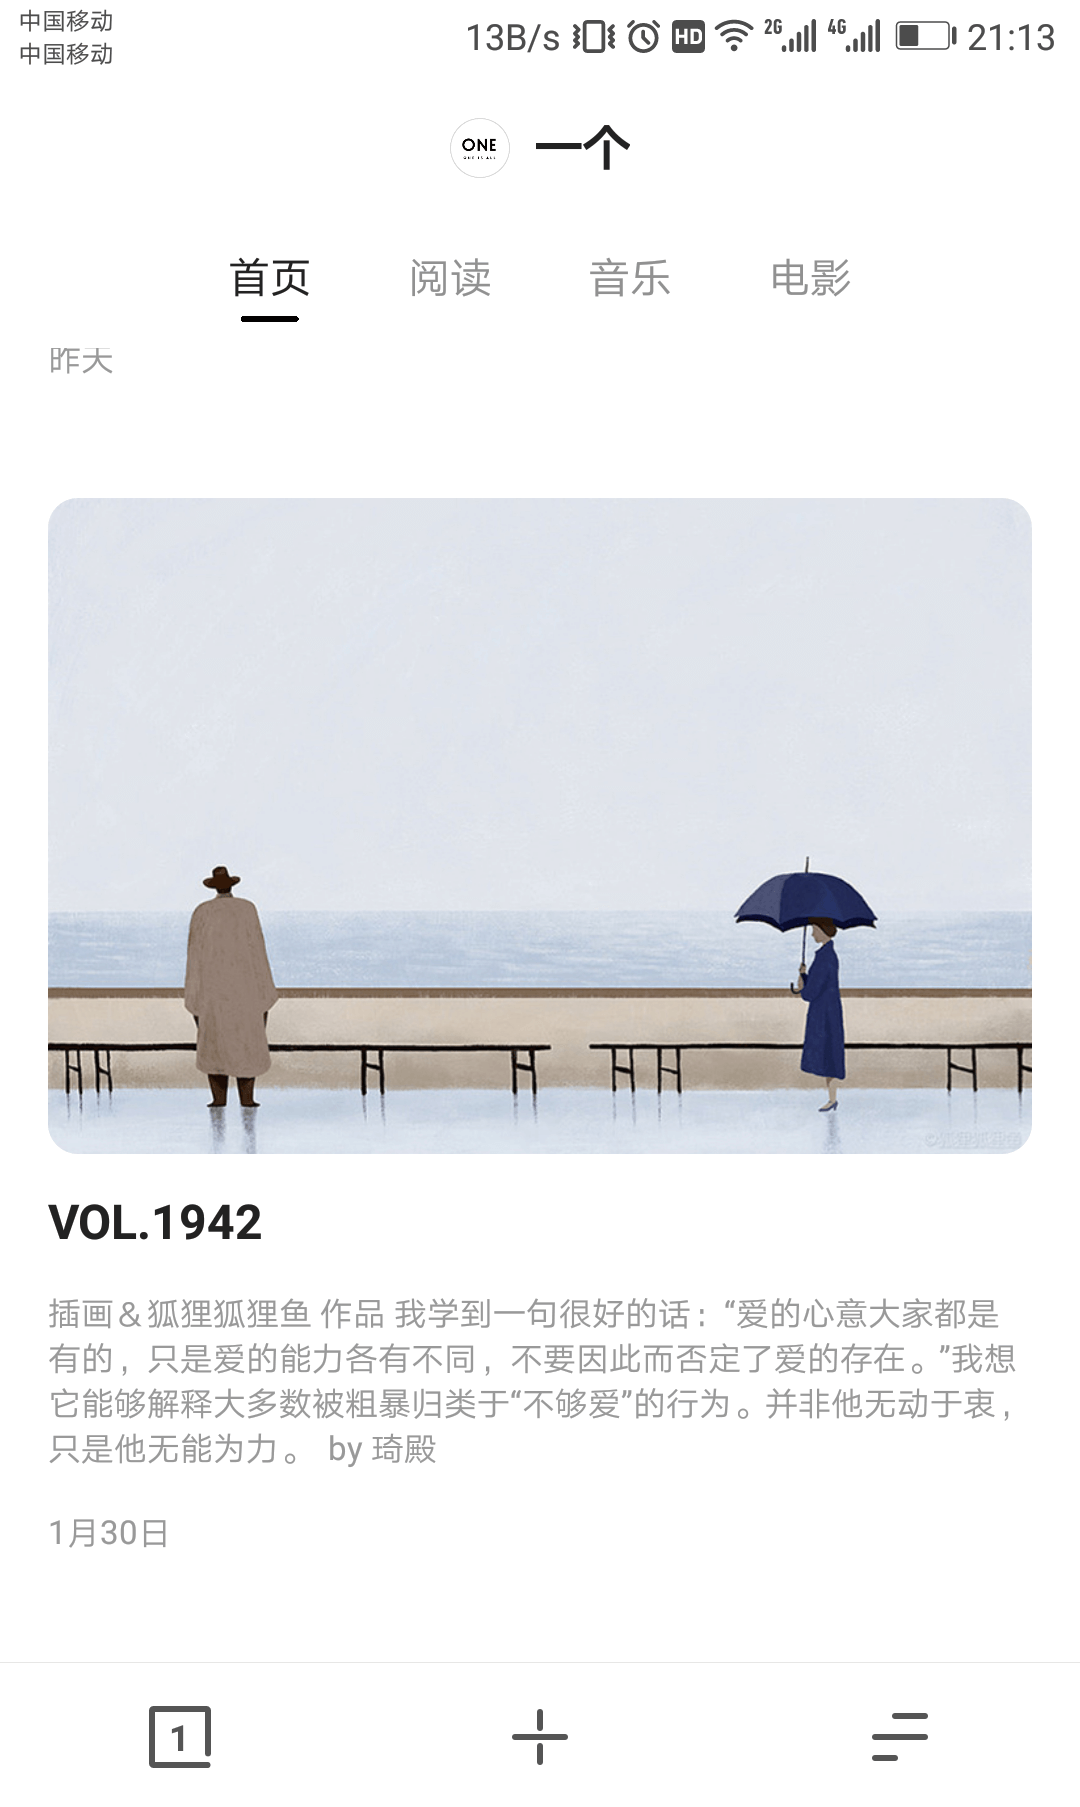 中国移动
中国移动
13B/s HD 2G 4G 21:13
ONE
ONE IS ALL
一个
首页 阅读 音乐 电影
昨天
©狐狸狐狸鱼
VOL.1942
插画&狐狸狐狸鱼 作品 我学到一句很好的话：“爱的心意大家都是
有的，只是爱的能力各有不同，不要因此而否定了爱的存在。”我想
它能够解释大多数被粗暴归类于“不够爱”的行为。并非他无动于衷，
只是他无能为力。 by 琦殿
1月30日
1